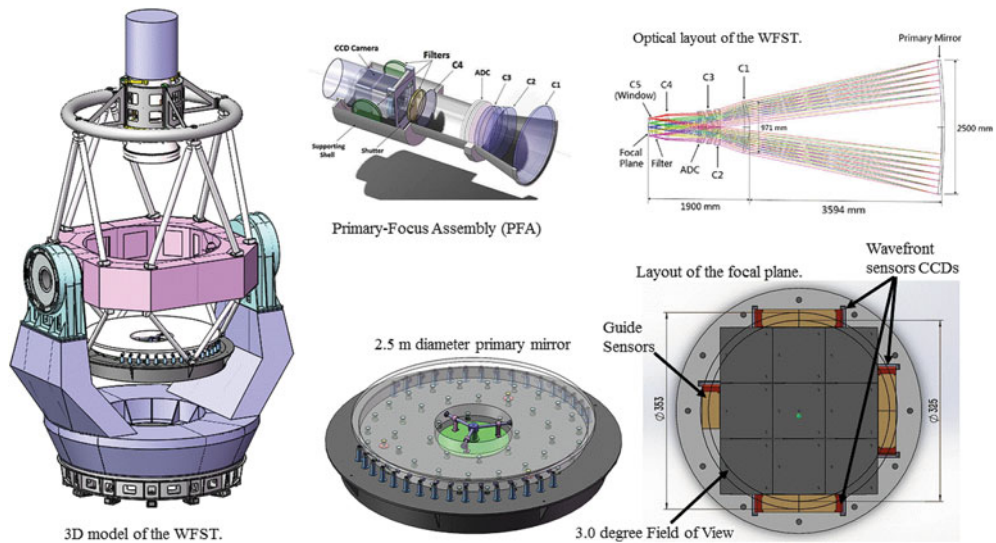 CCD Camera
Filters
C4
ADC
C3
C2
C1
Supporting
Shell
Shutter
Primary-Focus Assembly (PFA)
Optical layout of the WFST.
Primary Mirror
C5
(Window)
C4
C3
C1
971 mm
2500 mm
Focal
Plane
Filter
ADC
C2
1900 mm
3594 mm
3D model of the WFST.
2.5 m diameter primary mirror
Layout of the focal plane.
Wavefront
sensors CCDs
Guide
Sensors
∅353
∅325
3.0 degree Field of View